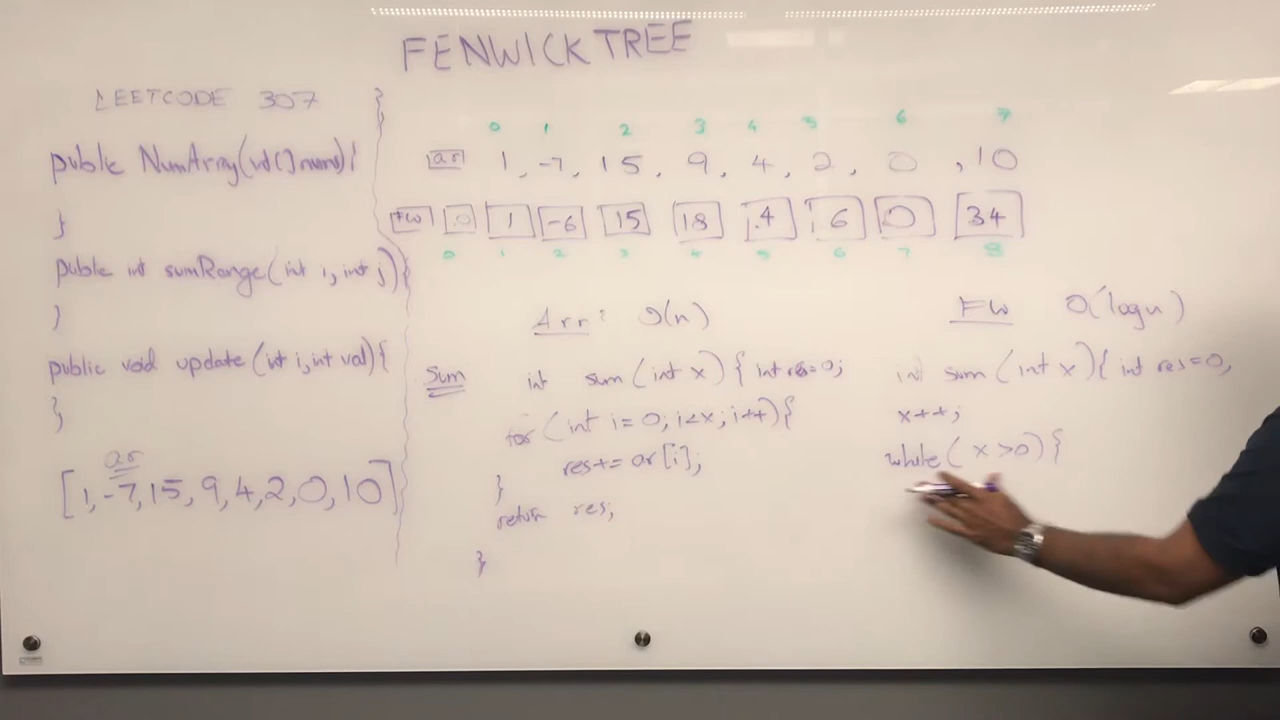 FENWICK TREE
LEETCODE 307
public NumArray(int[] nums){
}
public int sumRange(int i, int j){
}
public void update(int i, int val){
}
}
ar
[1, -7, 15, 9, 4, 2, 0, 10]
0 1 2 3 4 5 6 7
ar 1, -7, 15, 9, 4, 2, 0, 10
FW 0 1 -6 15 18 4 6 0 34
0 1 2 3 4 5 6 7 8
Arr: O(n)
Sum int sum(int x){ int res=0;
for(int i=0; i<x; i++){
res+= ar[i];
}
return res;
}
FW O(logn)
int sum(int x){ int res=0,
x++;
while(x>0){